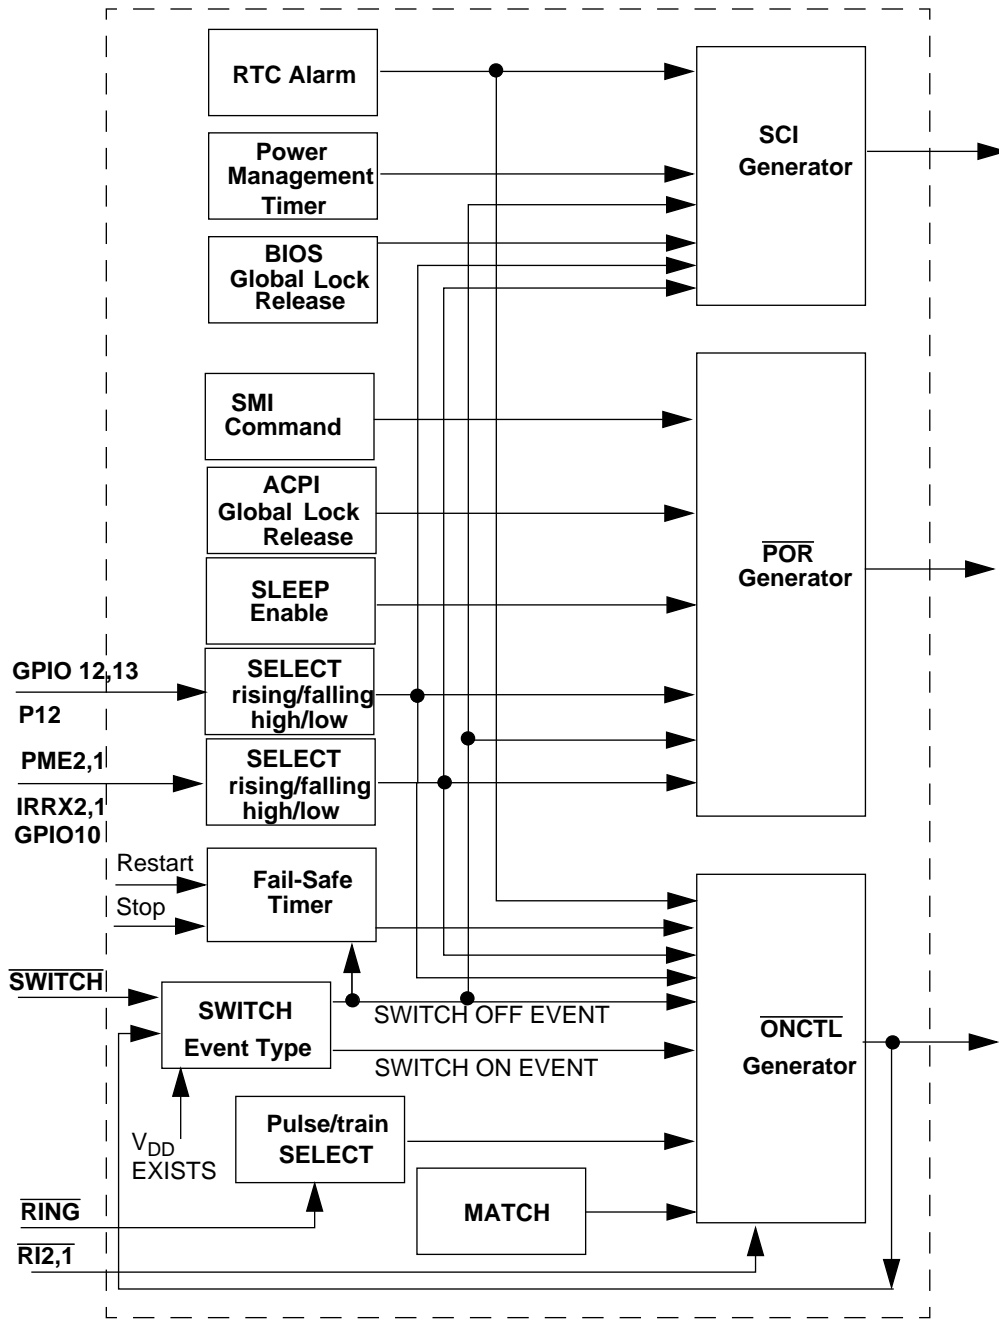 RTC Alarm
SCI
Generator
Power
Management
Timer
BIOS
Global Lock
Release
SMI
Command
ACPI
Global Lock
Release
POR
Generator
SLEEP
Enable
GPIO 12,13
P12
SELECT
rising/falling
high/low
PME2,1
IRRX2,1
GPIO10
SELECT
rising/falling
high/low
Restart
Stop
Fail-Safe
Timer
SWITCH
SWITCH
Event Type
SWITCH OFF EVENT
SWITCH ON EVENT
ONCTL
Generator
VDD
EXISTS
Pulse/train
SELECT
RING
MATCH
RI2,1